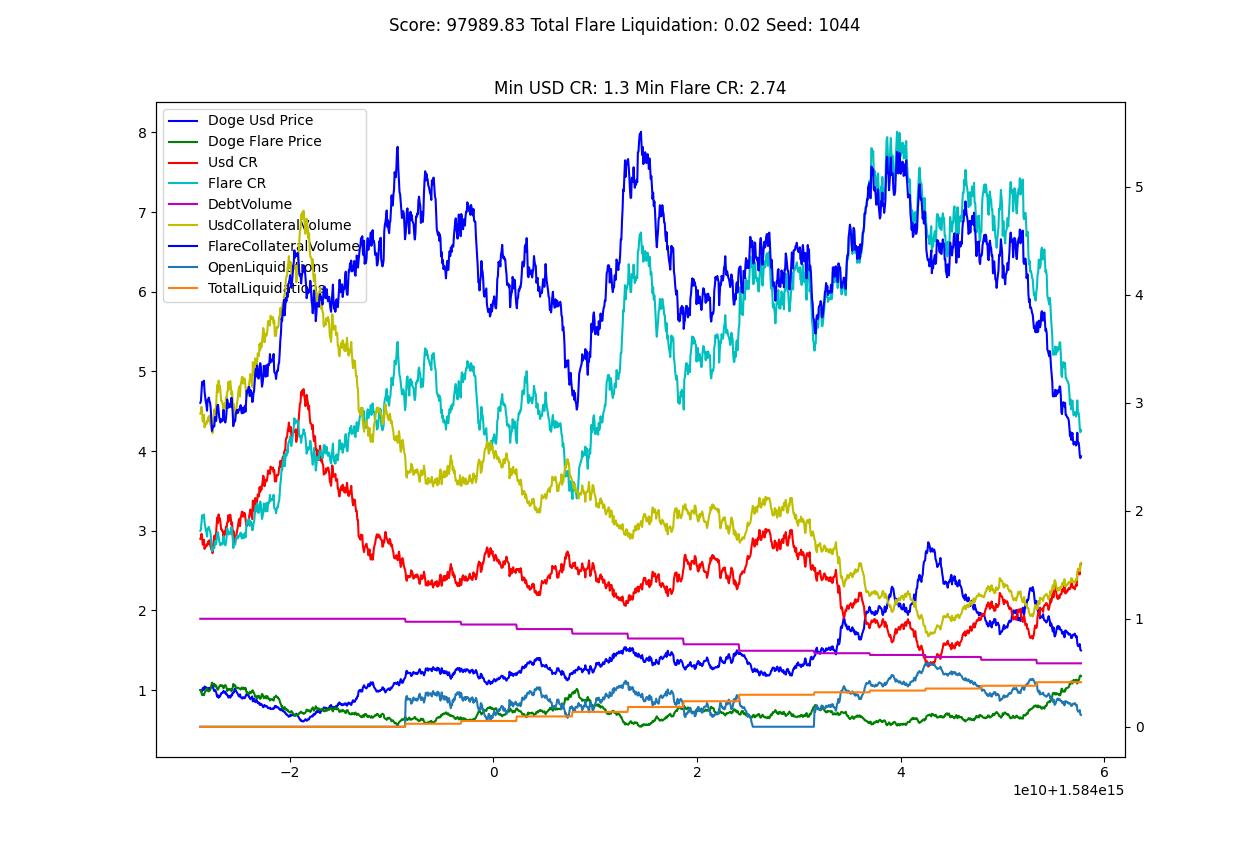 Score: 97989.83 Total Flare Liquidation: 0.02 Seed: 1044
Min USD CR: 1.3 Min Flare CR: 2.74
Doge Usd Price
Doge Flare Price
Usd CR
Flare CR
DebtVolume
UsdCollateralVolume
FlareCollateralVolume
OpenLiquidations
TotalLiquidations
8
7
6
5
4
3
2
1
5
4
3
2
1
0
−2
0
2
4
6
1e10+1.584e15